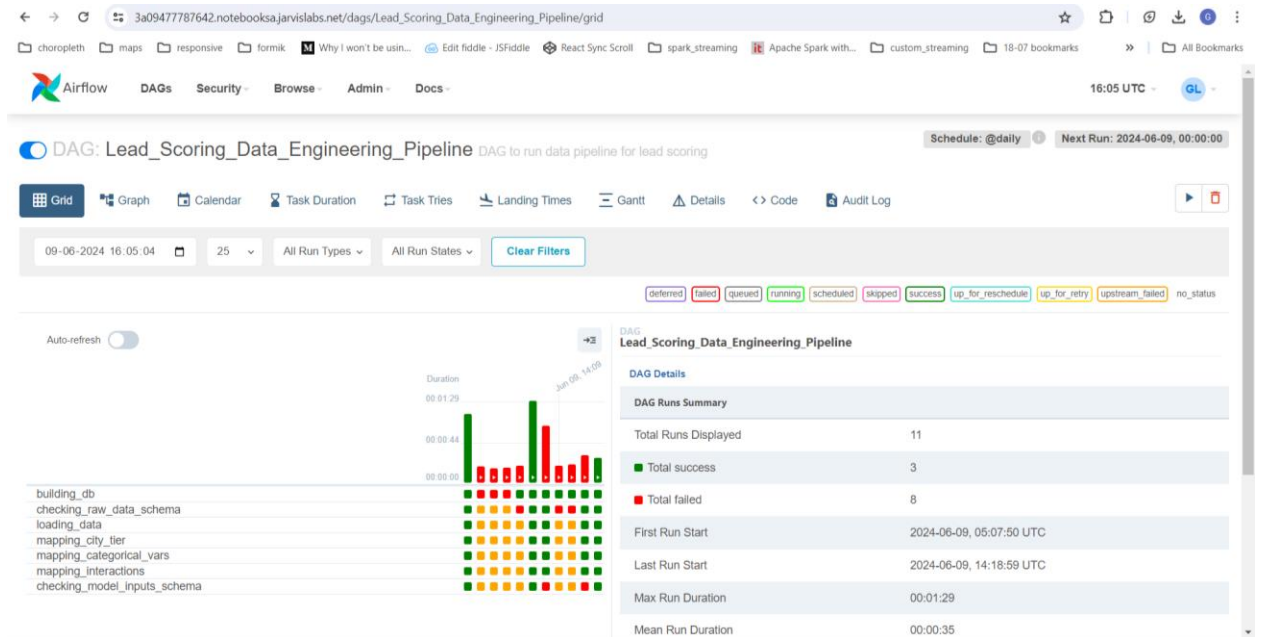 3a09477787642.notebooksa.jarvislabs.net/dags/Lead_Scoring_Data_Engineering_Pipeline/grid
G
choropleth maps responsive formik M Why I won't be usin... Edit fiddle - JSFiddle React Sync Scroll spark_streaming it Apache Spark with... custom_streaming 18-07 bookmarks » All Bookmarks
Airflow DAGs Security Browse Admin Docs 16:05 UTC GL
DAG: Lead_Scoring_Data_Engineering_Pipeline DAG to run data pipeline for lead scoring Schedule: @daily Next Run: 2024-06-09, 00:00:00
Grid Graph Calendar Task Duration Task Tries Landing Times Gantt Details <> Code Audit Log
09-06-2024 16:05:04 25 All Run Types All Run States Clear Filters
deferred failed queued running scheduled skipped success up_for_reschedule up_for_retry upstream_failed no_status
Auto-refresh
Duration
Jun 09, 14:09
00:01:29
00:00:44
00:00:00
building_db
checking_raw_data_schema
loading_data
mapping_city_tier
mapping_categorical_vars
mapping_interactions
checking_model_inputs_schema
DAG
Lead_Scoring_Data_Engineering_Pipeline
DAG Details
DAG Runs Summary
Total Runs Displayed 11
Total success 3
Total failed 8
First Run Start 2024-06-09, 05:07:50 UTC
Last Run Start 2024-06-09, 14:18:59 UTC
Max Run Duration 00:01:29
Mean Run Duration 00:00:35